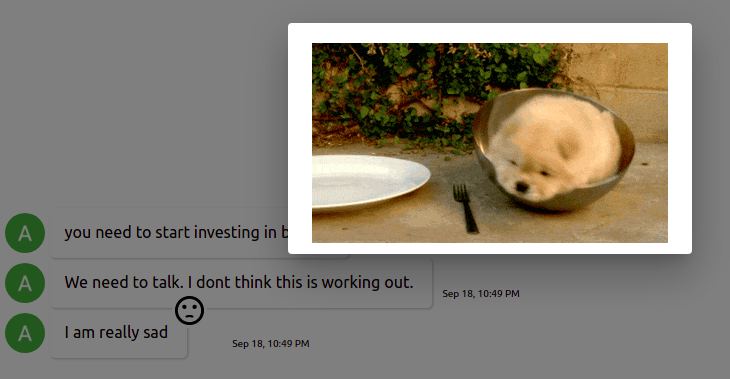 A
you need to start investing in
A
We need to talk. I dont think this is working out.
Sep 18, 10:49 PM
A
I am really sad
Sep 18, 10:49 PM